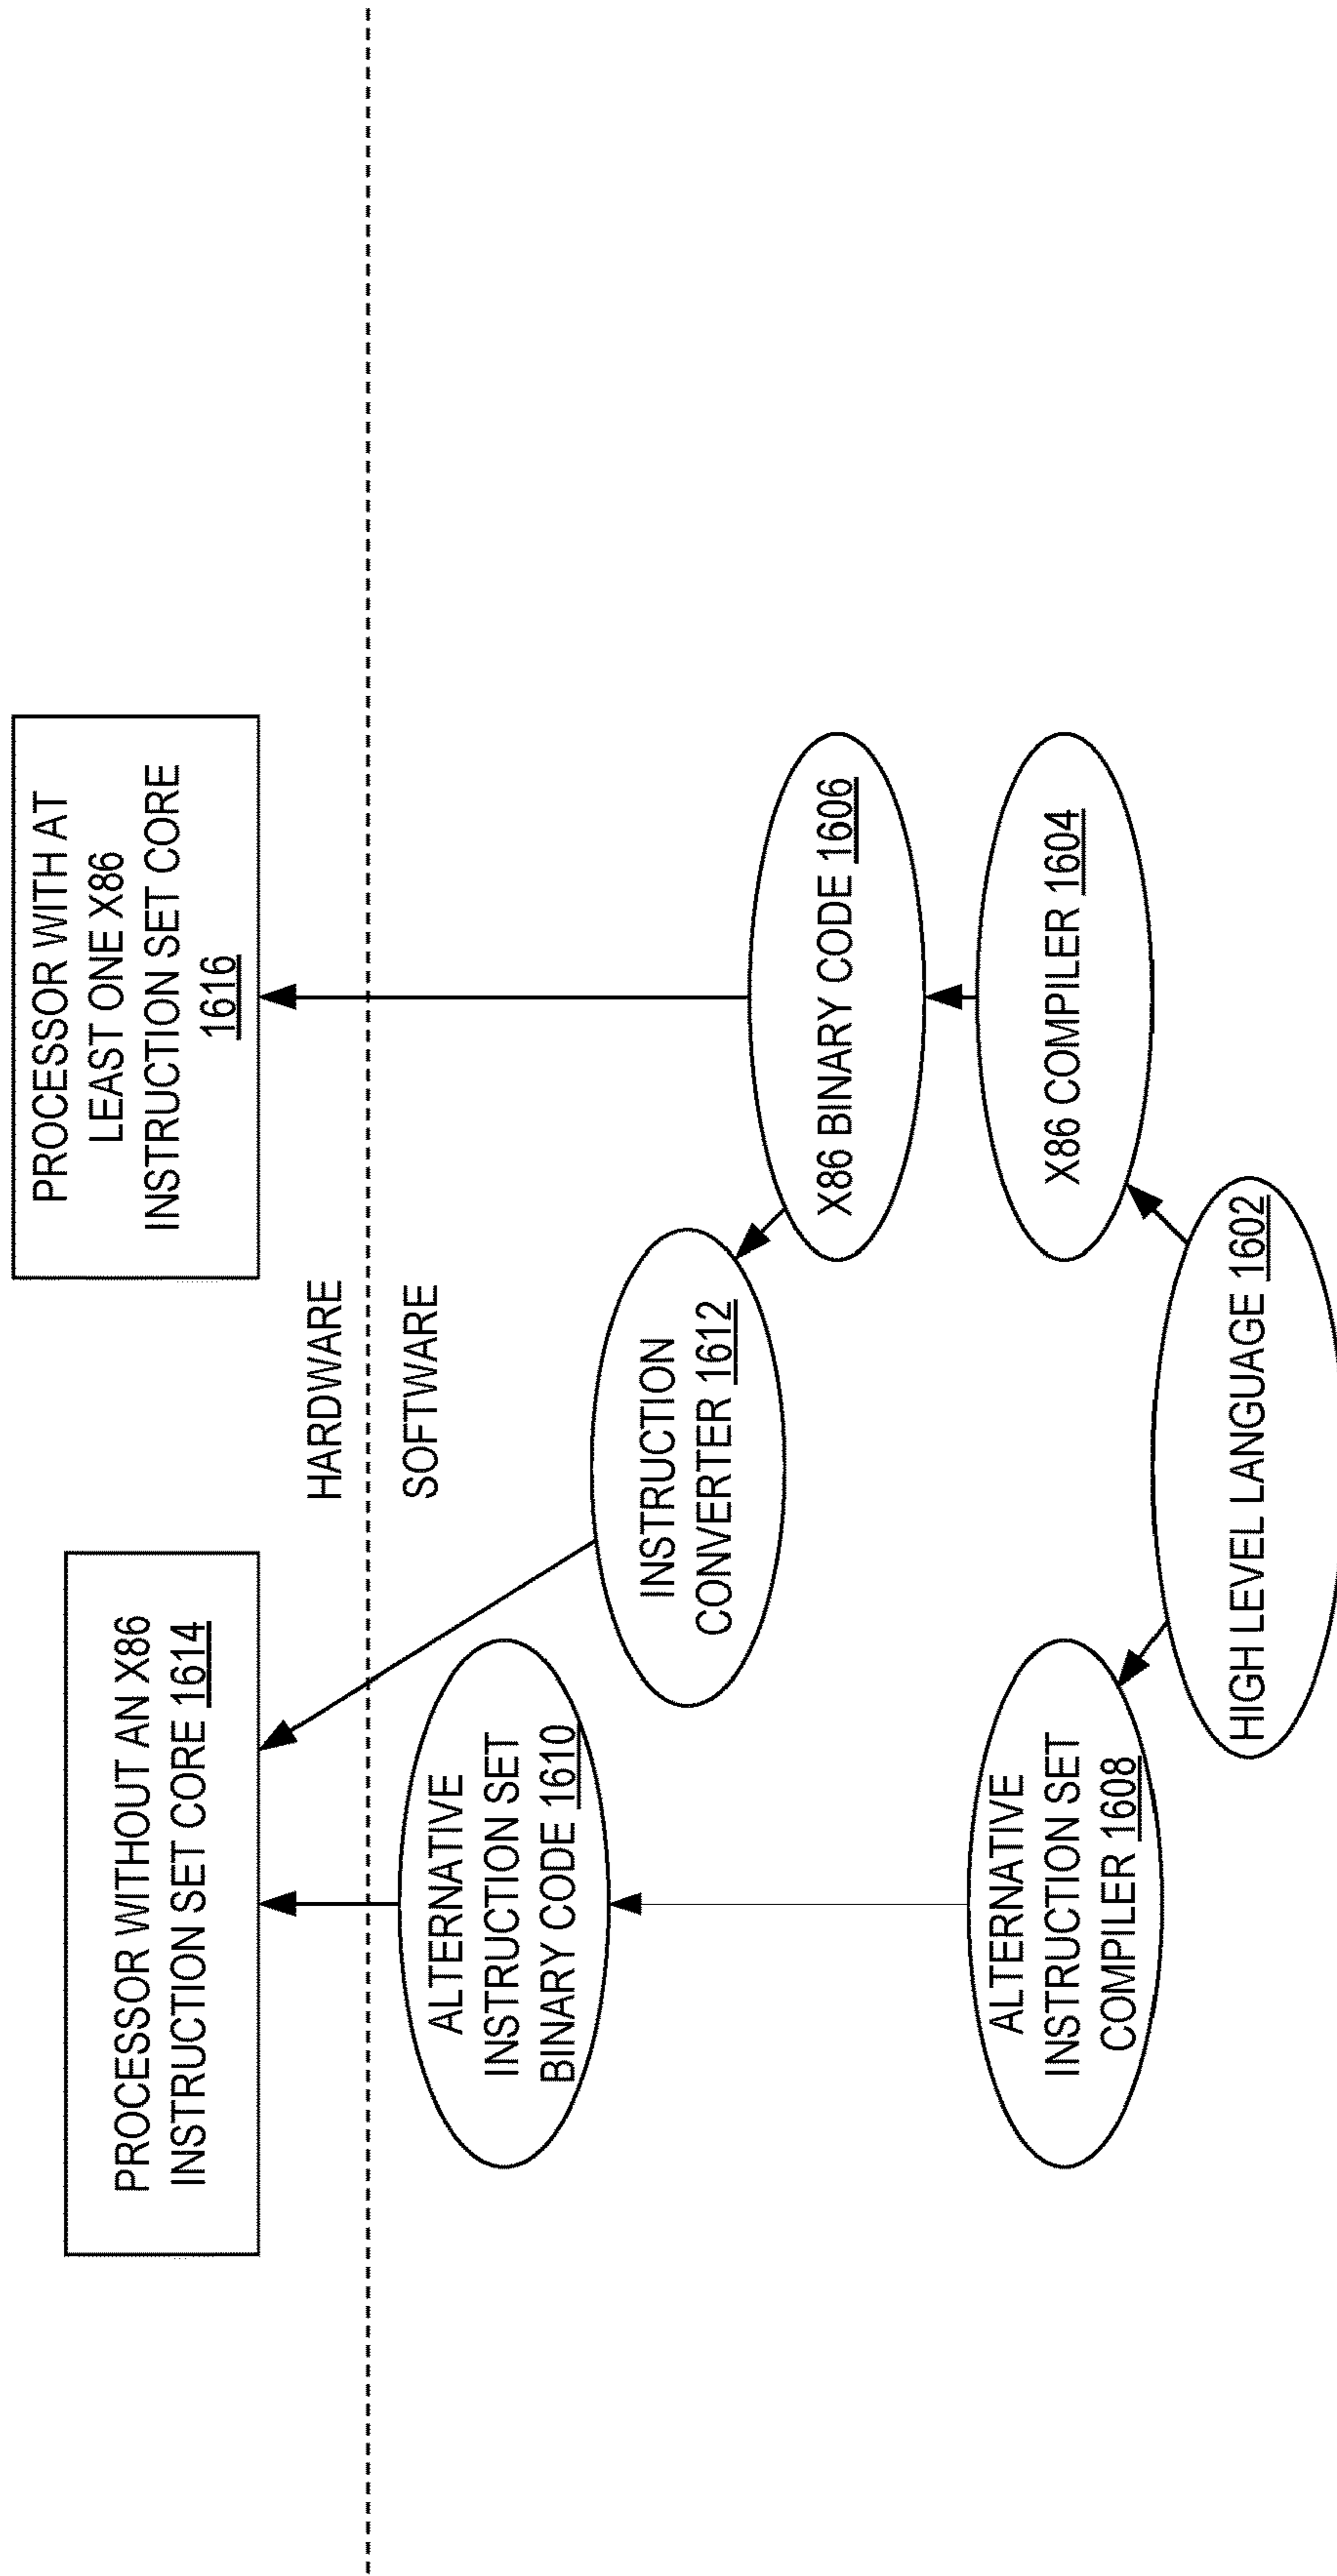 PROCESSOR WITHOUT AN X86
INSTRUCTION SET CORE 1614
PROCESSOR WITH AT
LEAST ONE X86
INSTRUCTION SET CORE
1616
HARDWARE
SOFTWARE
ALTERNATIVE
INSTRUCTION SET
BINARY CODE 1610
INSTRUCTION
CONVERTER 1612
X86 BINARY CODE 1606
ALTERNATIVE
INSTRUCTION SET
COMPILER 1608
X86 COMPILER 1604
HIGH LEVEL LANGUAGE 1602